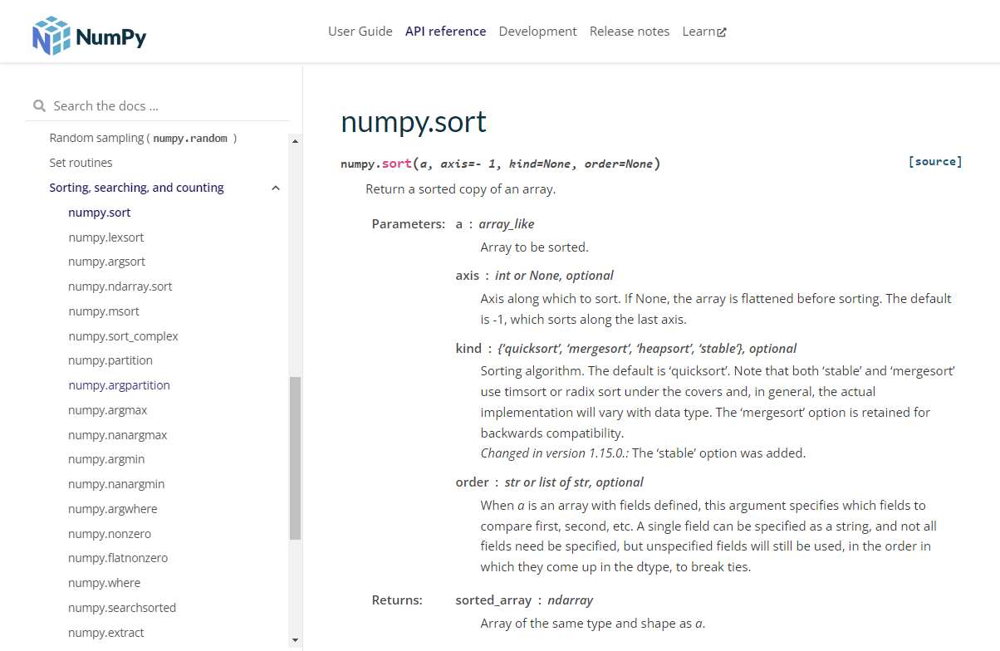 NumPy
User Guide API reference Development Release notes Learn
Search the docs ...
Random sampling ( numpy.random )
Set routines
Sorting, searching, and counting
numpy.sort
numpy.lexsort
numpy.argsort
numpy.ndarray.sort
numpy.msort
numpy.sort_complex
numpy.partition
numpy.argpartition
numpy.argmax
numpy.nanargmax
numpy.argmin
numpy.nanargmin
numpy.argwhere
numpy.nonzero
numpy.flatnonzero
numpy.where
numpy.searchsorted
numpy.extract
numpy.sort
numpy.sort(a, axis=- 1, kind=None, order=None) [source]
Return a sorted copy of an array.
Parameters: a : array_like
Array to be sorted.
axis : int or None, optional
Axis along which to sort. If None, the array is flattened before sorting. The default
is -1, which sorts along the last axis.
kind : {‘quicksort’, ‘mergesort’, ‘heapsort’, ‘stable’}, optional
Sorting algorithm. The default is ‘quicksort’. Note that both ‘stable’ and ‘mergesort’
use timsort or radix sort under the covers and, in general, the actual
implementation will vary with data type. The ‘mergesort’ option is retained for
backwards compatibility.
Changed in version 1.15.0.: The ‘stable’ option was added.
order : str or list of str, optional
When a is an array with fields defined, this argument specifies which fields to
compare first, second, etc. A single field can be specified as a string, and not all
fields need be specified, but unspecified fields will still be used, in the order in
which they come up in the dtype, to break ties.
Returns: sorted_array : ndarray
Array of the same type and shape as a.